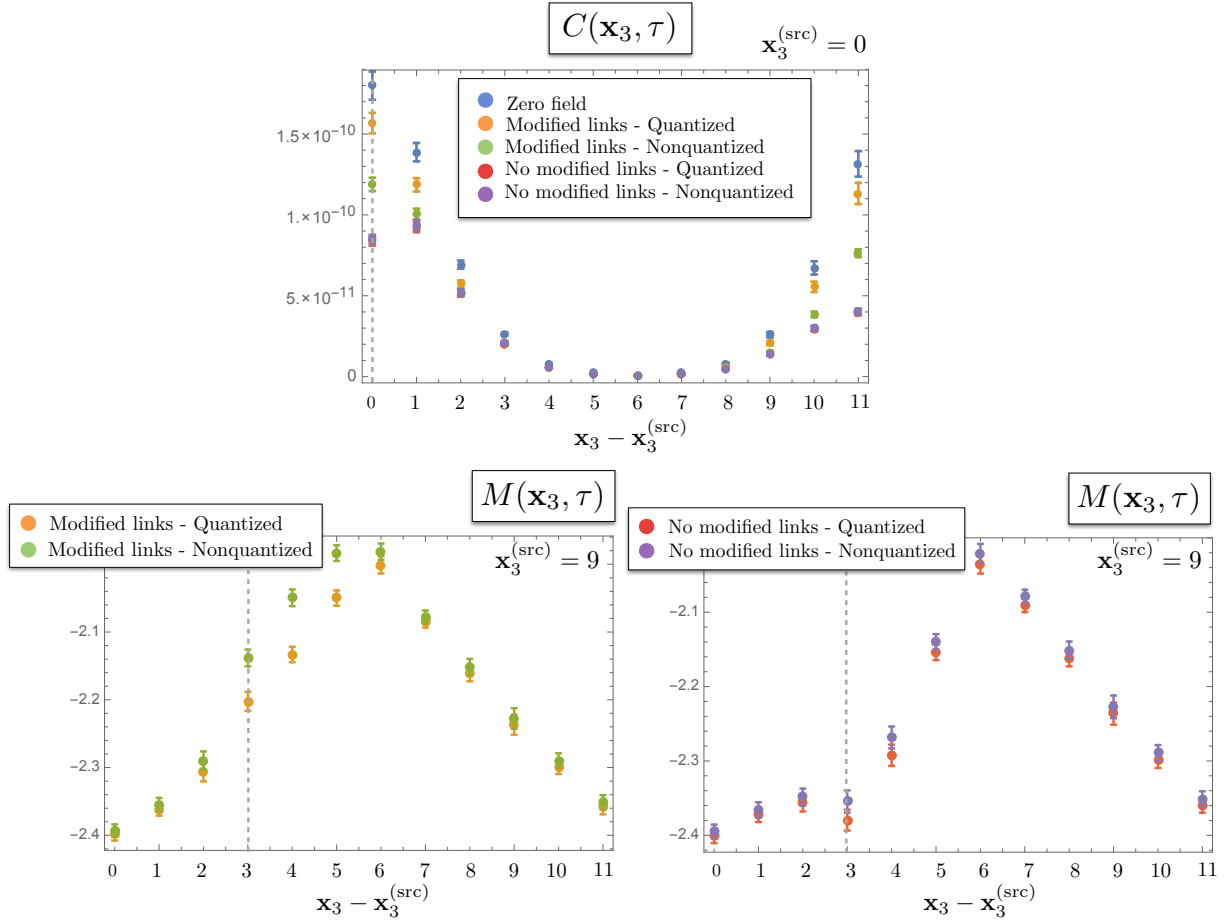 C(x₃, τ)
x₃^(src) = 0
Zero field
Modified links - Quantized
Modified links - Nonquantized
No modified links - Quantized
No modified links - Nonquantized
1.5×10⁻¹⁰
1.×10⁻¹⁰
5.×10⁻¹¹
0
0 1 2 3 4 5 6 7 8 9 10 11
x₃ − x₃^(src)
M(x₃, τ)
Modified links - Quantized
Modified links - Nonquantized
x₃^(src) = 9
−2.1
−2.2
−2.3
−2.4
0 1 2 3 4 5 6 7 8 9 10 11
x₃ − x₃^(src)
M(x₃, τ)
No modified links - Quantized
No modified links - Nonquantized
x₃^(src) = 9
−2.1
−2.2
−2.3
−2.4
0 1 2 3 4 5 6 7 8 9 10 11
x₃ − x₃^(src)